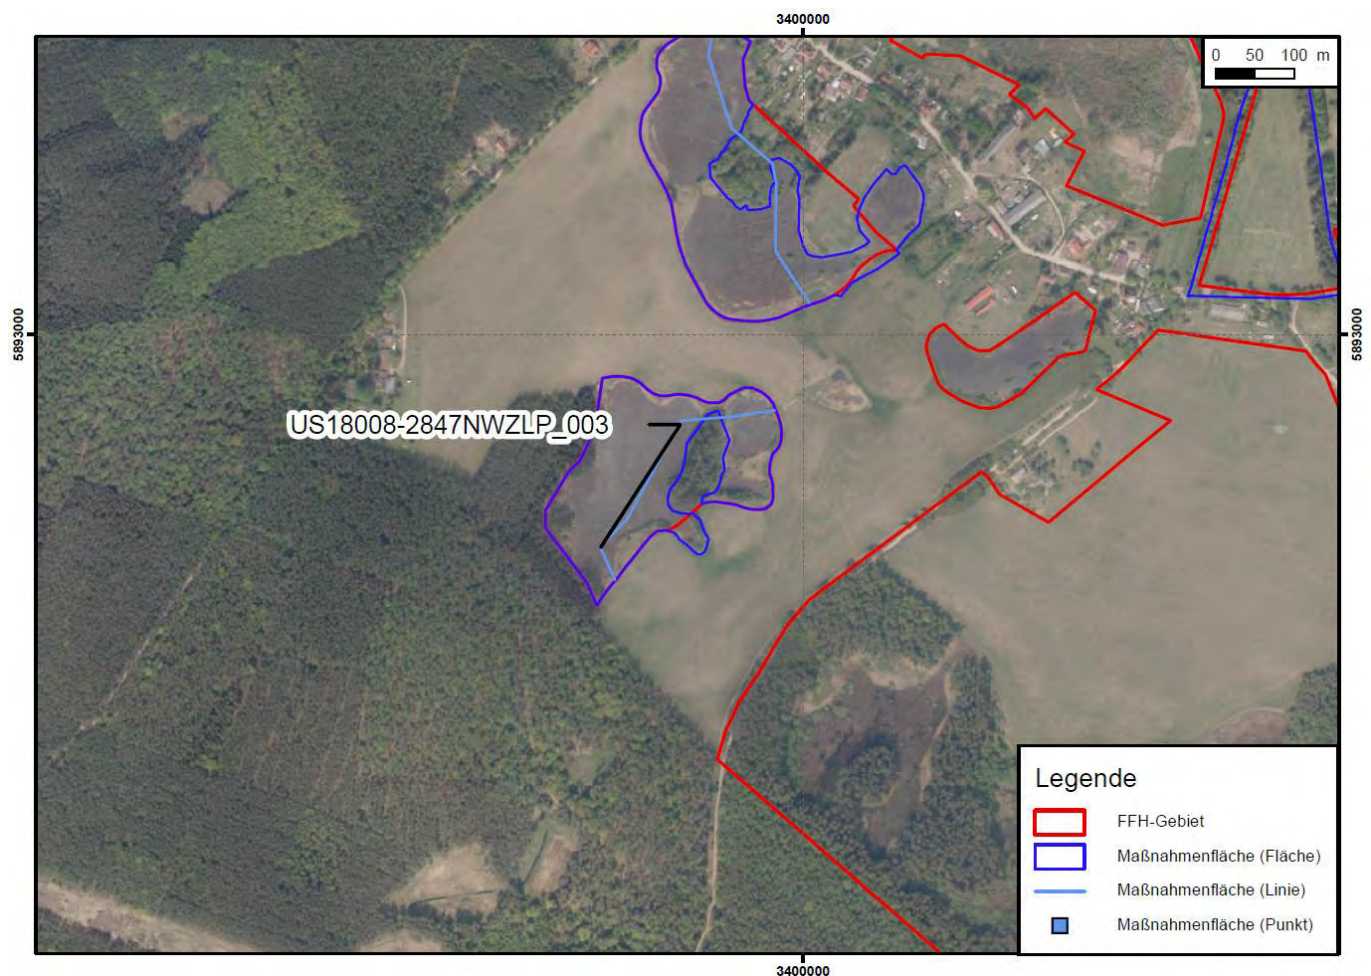 3400000
0 50 100 m
5893000
5893000
US18008-2847NWZLP_003
Legende
FFH-Gebiet
Maßnahmenfläche (Fläche)
Maßnahmenfläche (Linie)
Maßnahmenfläche (Punkt)
3400000